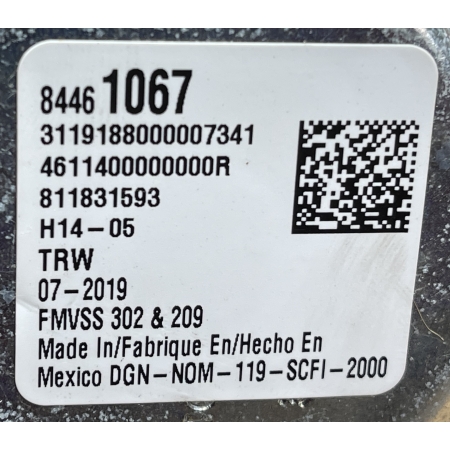 8446 1067
3119188000007341
4611400000000R
811831593
H14-05
TRW
07-2019
FMVSS 302 & 209
Made In/Fabrique En/Hecho En
Mexico DGN-NOM-119-SCFI-2000